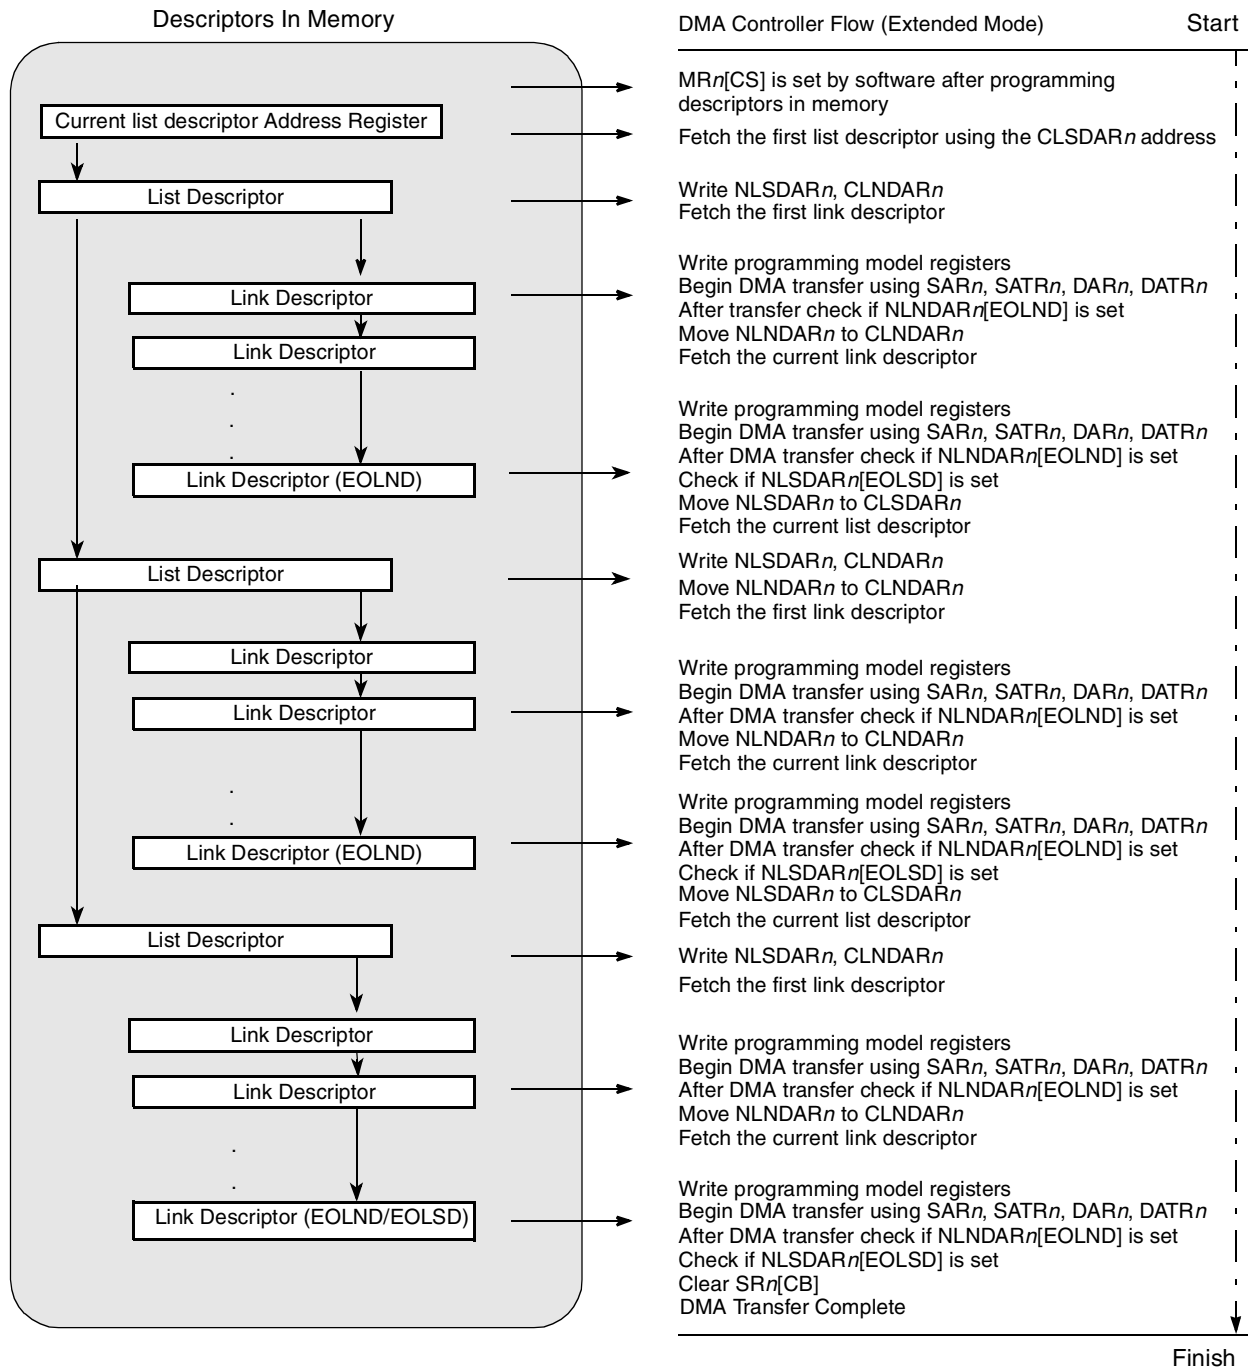 Descriptors In Memory
DMA Controller Flow (Extended Mode)
Start
MRn[CS] is set by software after programming
descriptors in memory
Current list descriptor Address Register
Fetch the first list descriptor using the CLSDARn address
List Descriptor
Write NLSDARn, CLNDARn
Fetch the first link descriptor
Write programming model registers
Link Descriptor
Begin DMA transfer using SARn, SATRn, DARn, DATRn
After transfer check if NLNDARn[EOLND] is set
Move NLNDARn to CLNDARn
Link Descriptor
Fetch the current link descriptor
.
.
.
Write programming model registers
Begin DMA transfer using SARn, SATRn, DARn, DATRn
After DMA transfer check if NLNDARn[EOLND] is set
Link Descriptor (EOLND)
Check if NLSDARn[EOLSD] is set
Move NLSDARn to CLSDARn
Fetch the current list descriptor
Write NLSDARn, CLNDARn
List Descriptor
Move NLNDARn to CLNDARn
Fetch the first link descriptor
Link Descriptor
Write programming model registers
Begin DMA transfer using SARn, SATRn, DARn, DATRn
Link Descriptor
After DMA transfer check if NLNDARn[EOLND] is set
Move NLNDARn to CLNDARn
Fetch the current link descriptor
.
.
Write programming model registers
Begin DMA transfer using SARn, SATRn, DARn, DATRn
After DMA transfer check if NLNDARn[EOLND] is set
Link Descriptor (EOLND)
Check if NLSDARn[EOLSD] is set
Move NLSDARn to CLSDARn
Fetch the current list descriptor
List Descriptor
Write NLSDARn, CLNDARn
Fetch the first link descriptor
Link Descriptor
Write programming model registers
Begin DMA transfer using SARn, SATRn, DARn, DATRn
Link Descriptor
After DMA transfer check if NLNDARn[EOLND] is set
Move NLNDARn to CLNDARn
Fetch the current link descriptor
.
.
Write programming model registers
Begin DMA transfer using SARn, SATRn, DARn, DATRn
Link Descriptor (EOLND/EOLSD)
After DMA transfer check if NLNDARn[EOLND] is set
Check if NLSDARn[EOLSD] is set
Clear SRn[CB]
DMA Transfer Complete
Finish